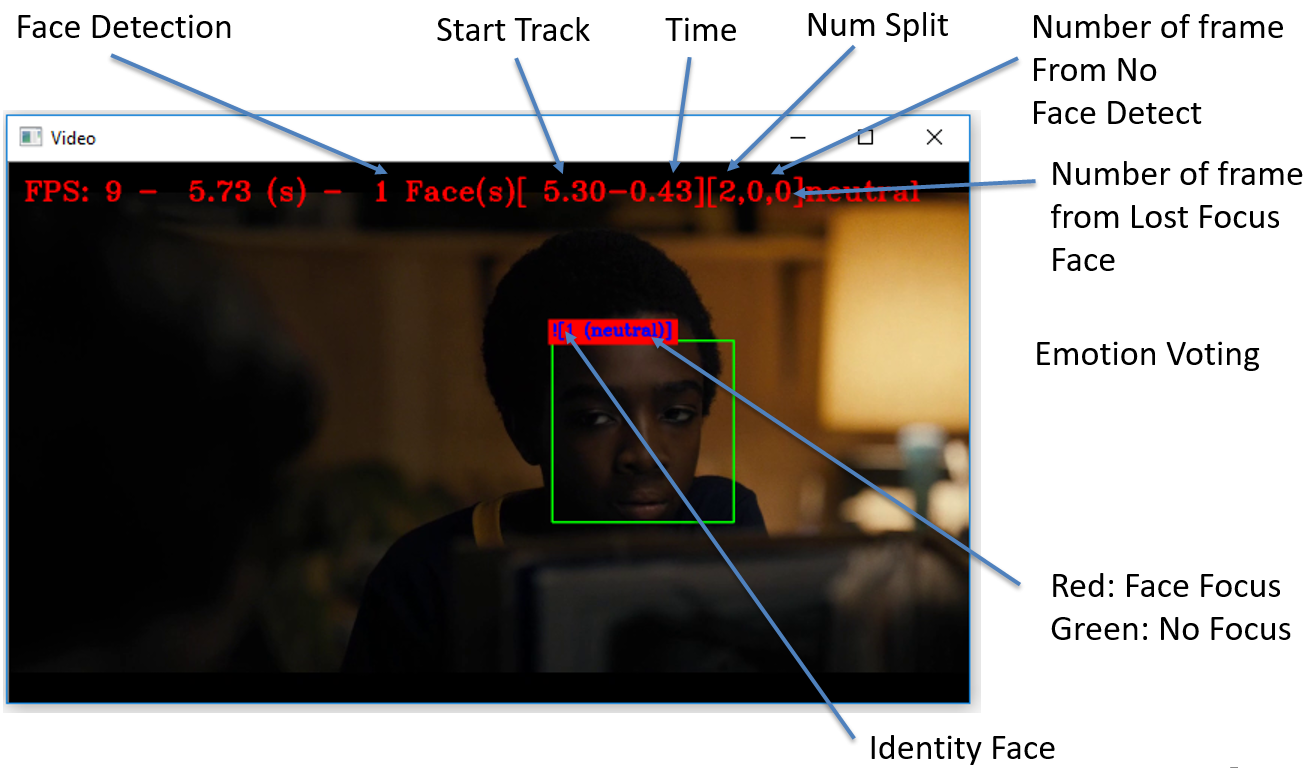 Face Detection
Start Track
Time
Num Split
Number of frame
From No
Face Detect
Video
FPS: 9 - 5.73 (s) - 1 Face(s)[ 5.30-0.43][2,0,0]neutral
Number of frame
from Lost Focus
Face
![1 (neutral)]
Emotion Voting
Red: Face Focus
Green: No Focus
Identity Face